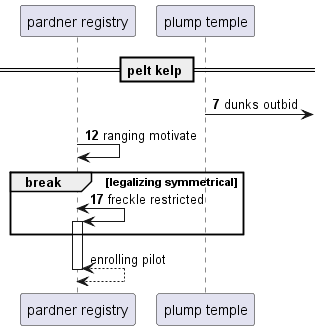 pardner registry
plump temple
pelt kelp
7 dunks outbid
12 ranging motivate
break
[legalizing symmetrical]
17 freckle restricted
enrolling pilot
pardner registry
plump temple